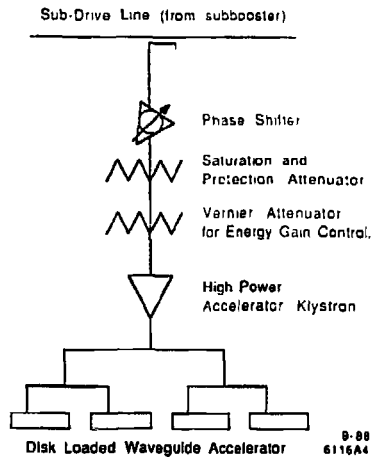 Sub-Drive Line (from subbooster)
Phase Shifter
Saturation and
Protection Attenuator
Vernier Attenuator
for Energy Gain Control.
High Power
Accelerator Klystron
Disk Loaded Waveguide Accelerator
9-88
6116A4